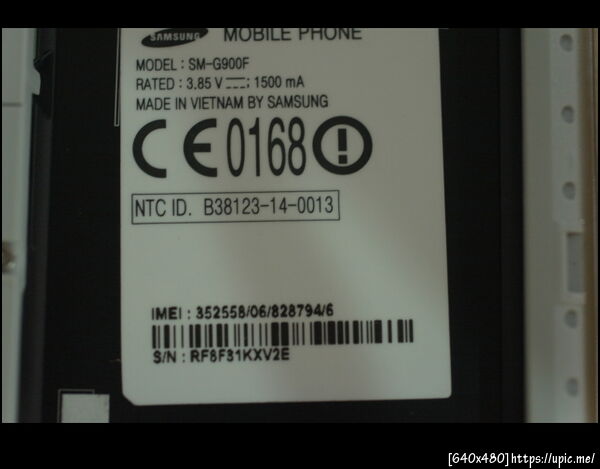 SAMSUNG MOBILE PHONE
MODEL : SM-G900F
RATED : 3.85 V ⎓; 1500 mA
MADE IN VIETNAM BY SAMSUNG
CE0168
NTC ID. B38123-14-0013
IMEI : 352558/06/828794/6
S/N : RF8F31KXV2E
[640x480]https://upic.me/